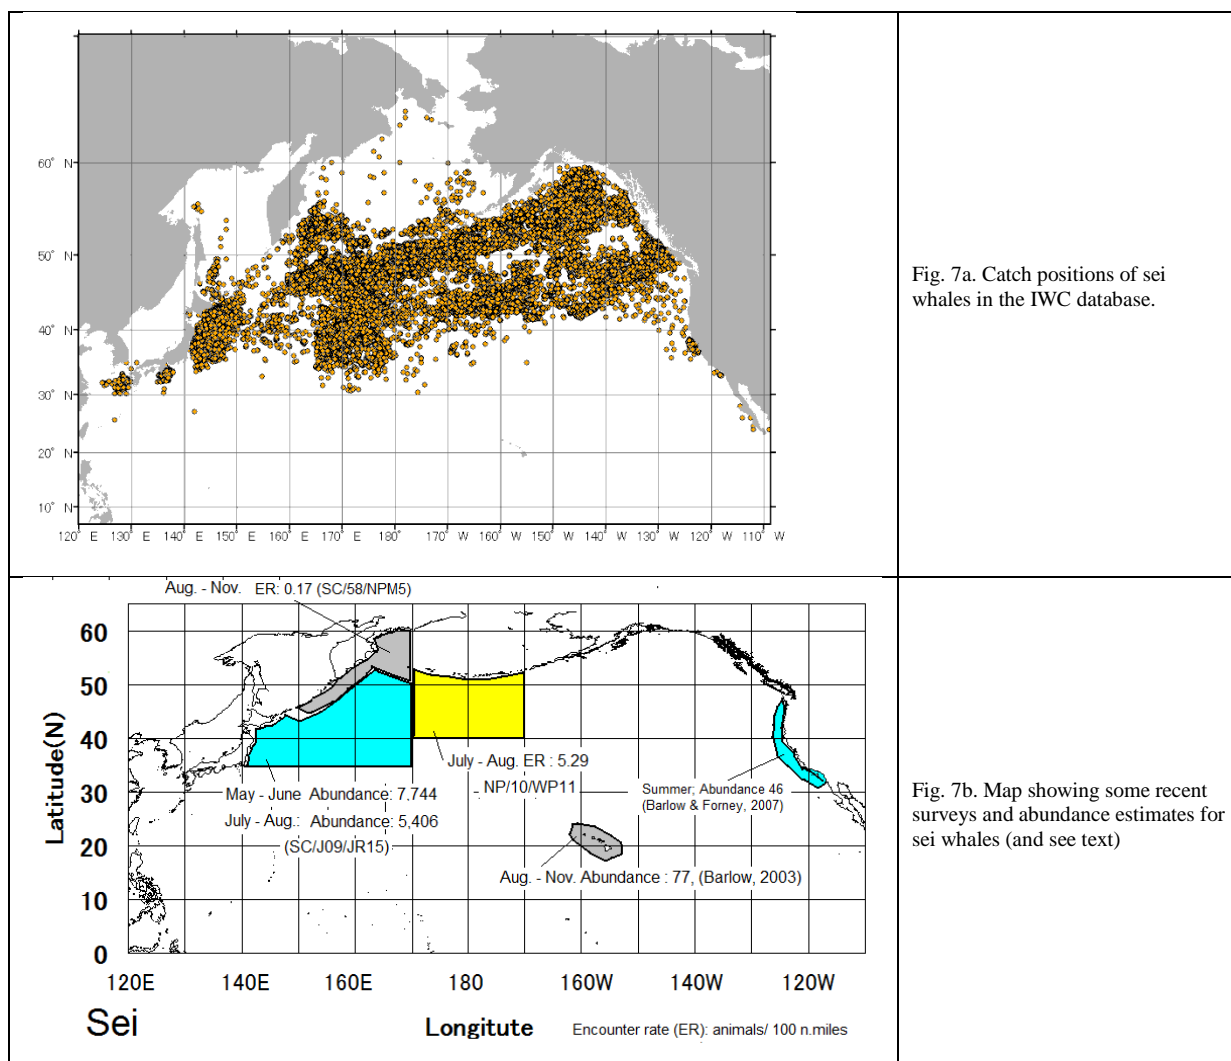 60° N
50° N
40° N
30° N
20° N
10° N
120° E 130° E 140° E 150° E 160° E 170° E 180° 170° W 160° W 150° W 140° W 130° W 120° W 110° W
Fig. 7a. Catch positions of sei
whales in the IWC database.
Aug. - Nov. ER: 0.17 (SC/58/NPM5)
60
50
40
30
20
10
0
Latitude(N)
July - Aug. ER : 5.29
NP/10/WP11
May - June Abundance: 7,744
July - Aug.: Abundance: 5,406
(SC/J09/JR15)
Summer; Abundance 46
(Barlow & Forney, 2007)
Aug. - Nov. Abundance : 77, (Barlow, 2003)
120E 140E 160E 180 160W 140W 120W
Sei
Longitute
Encounter rate (ER): animals/ 100 n.miles
Fig. 7b. Map showing some recent
surveys and abundance estimates for
sei whales (and see text)